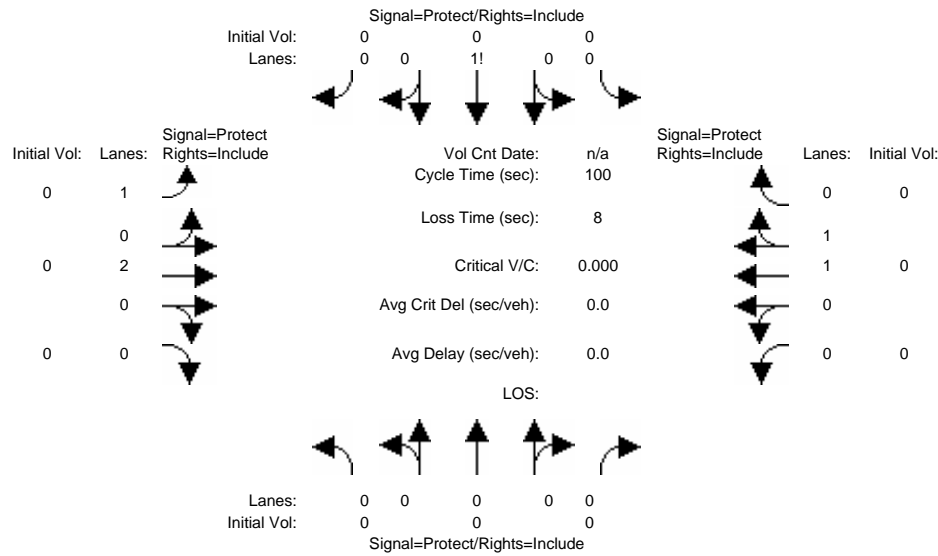 Signal=Protect/Rights=Include
Initial Vol: 0 0 0
Lanes: 0 0 1! 0 0
Signal=Protect Signal=Protect
Initial Vol: Lanes: Rights=Include Vol Cnt Date: n/a Rights=Include Lanes: Initial Vol:
Cycle Time (sec): 100
0 1 0 0
Loss Time (sec): 8
0 1
0 2 Critical V/C: 0.000 1 0
0 Avg Crit Del (sec/veh): 0.0 0
0 0 Avg Delay (sec/veh): 0.0 0 0
LOS:
Lanes: 0 0 0 0 0
Initial Vol: 0 0 0
Signal=Protect/Rights=Include